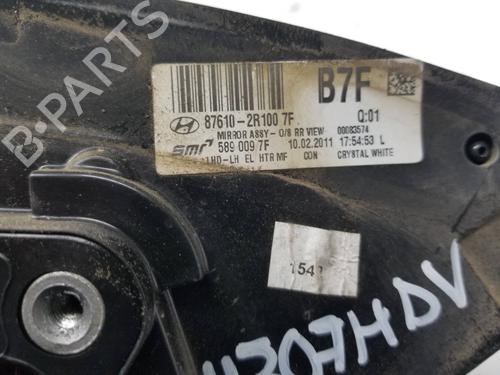 B-PARTS
B7F
87610-2R100 7F
Q:01
MIRROR ASSY- O/S RR VIEW
00083574
SMR
589 009 7F
10.02.2011
17:54:53 L
LHD-LH EL HTR MF
CON
CRYSTAL WHITE